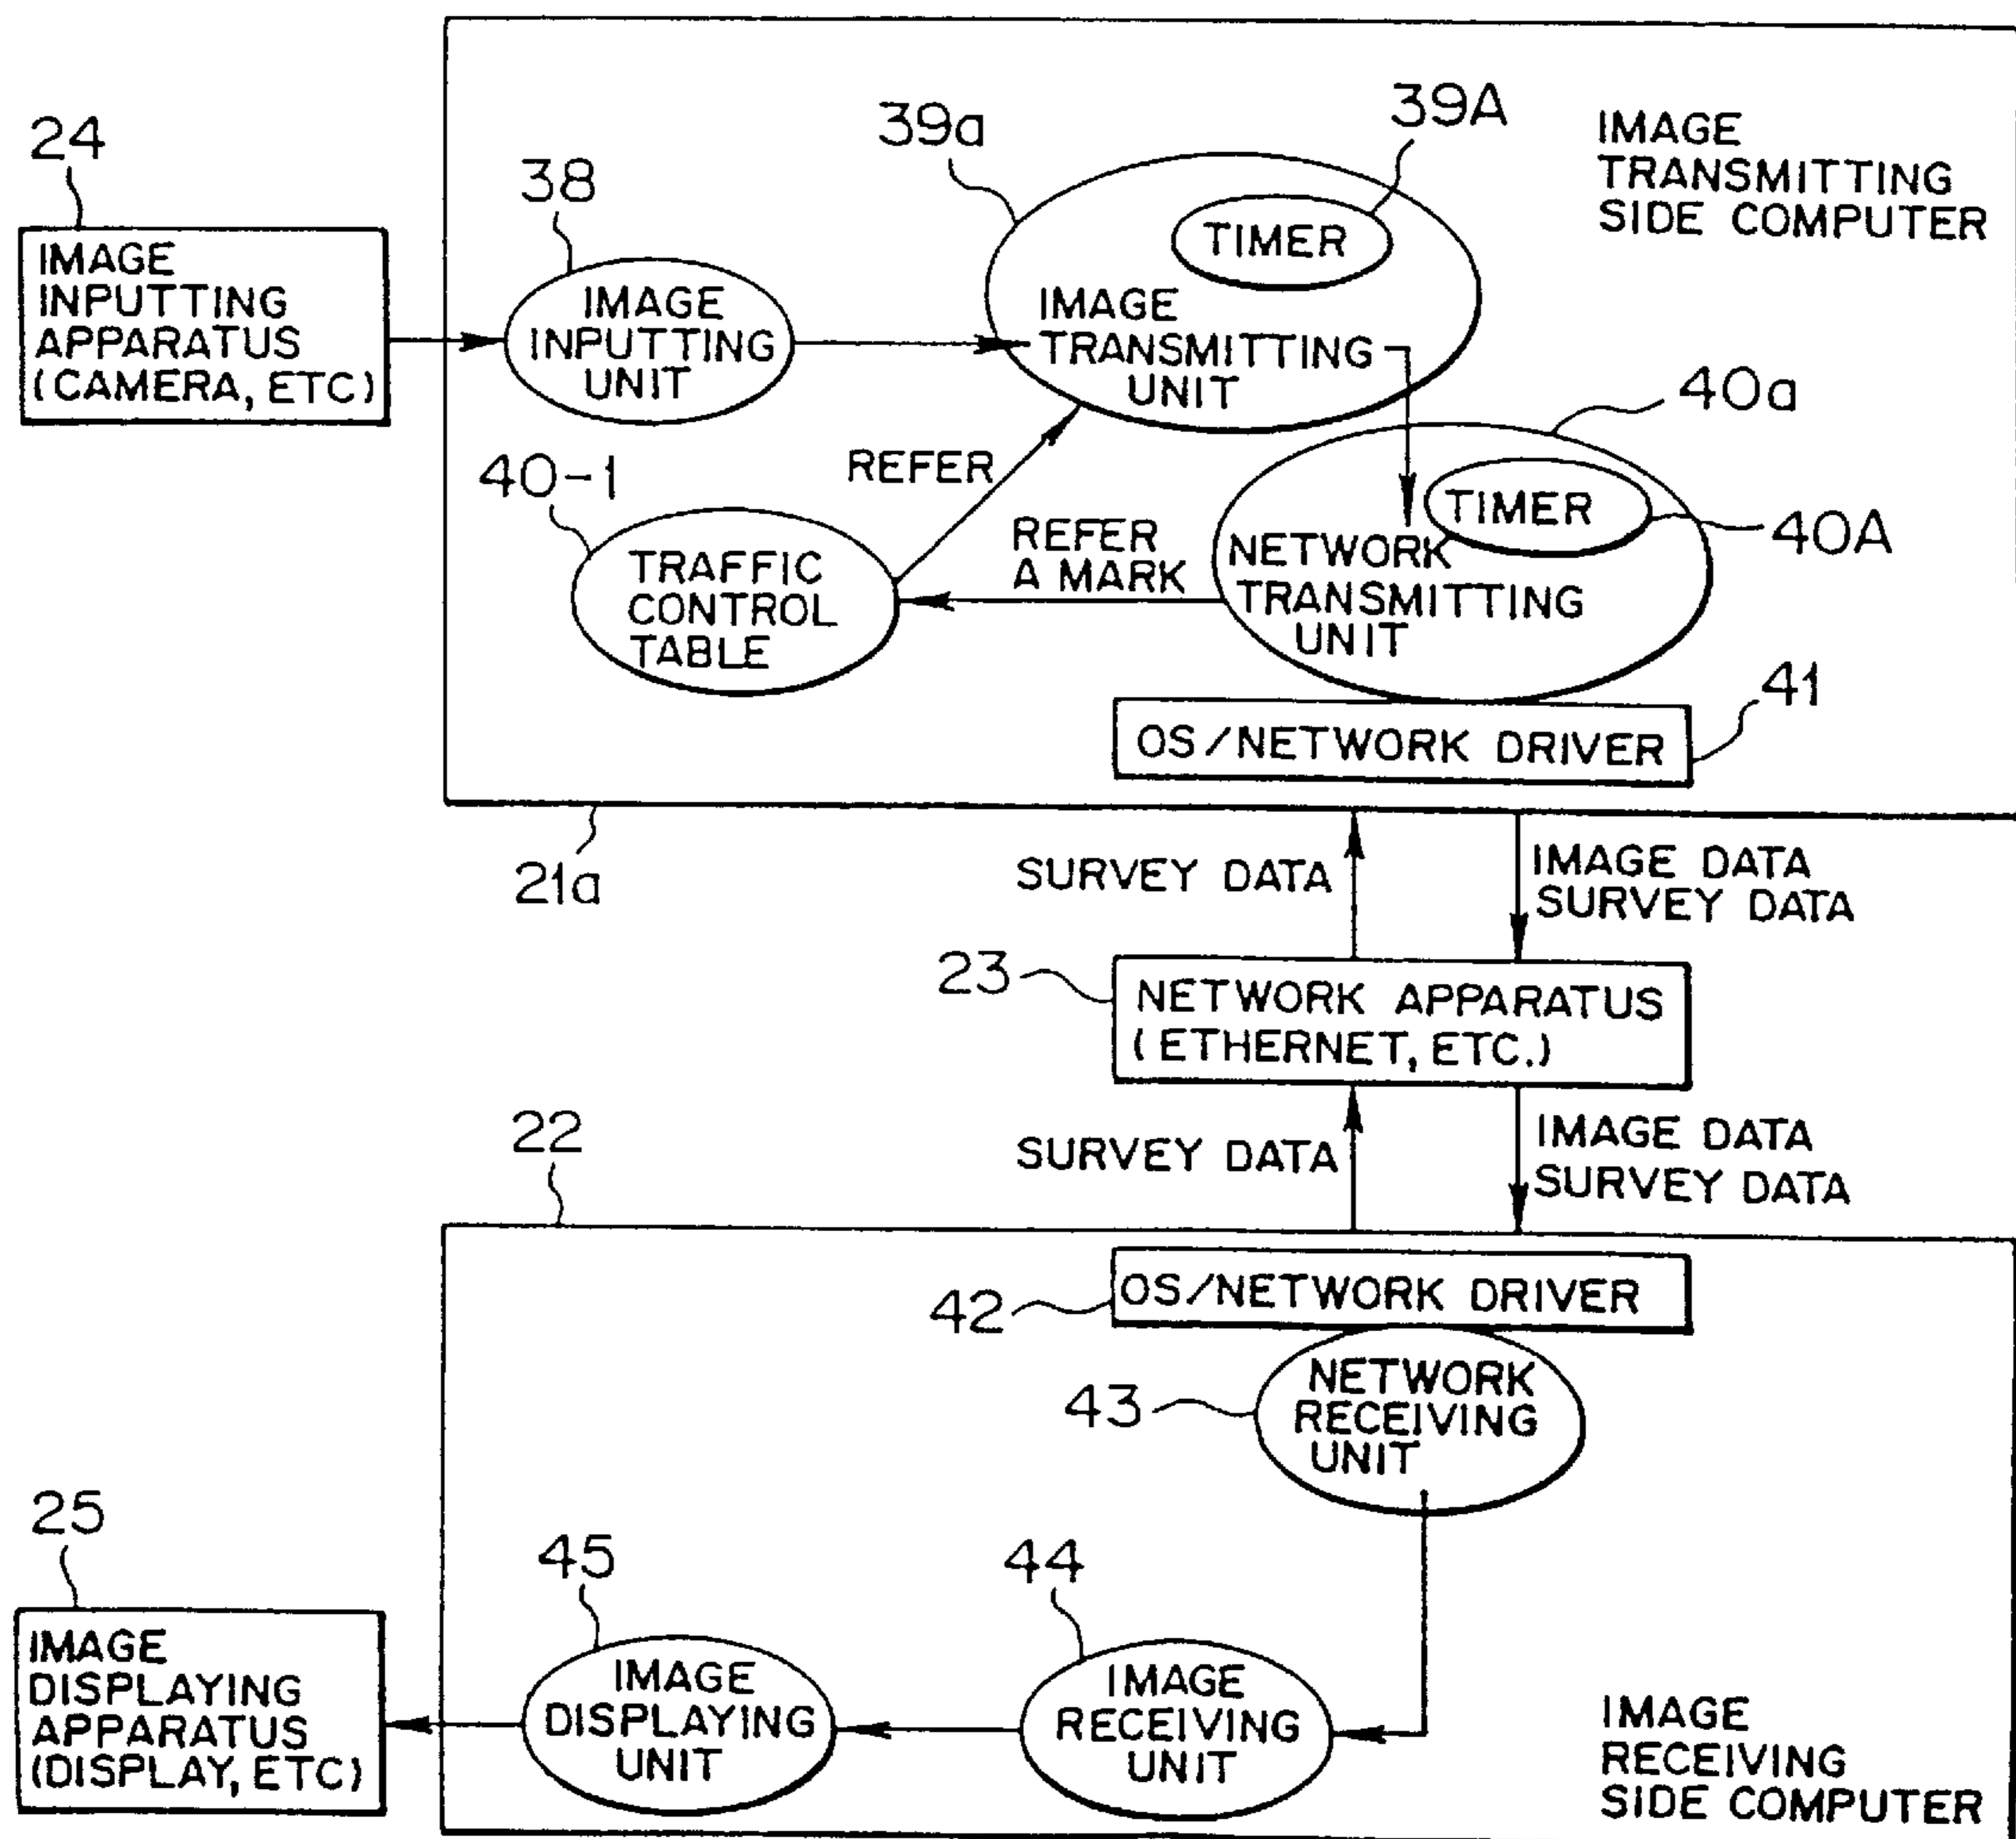 24
IMAGE
INPUTTING
APPARATUS
(CAMERA, ETC)
38
IMAGE
INPUTTING
UNIT
39a
39A
TIMER
IMAGE
TRANSMITTING
UNIT
IMAGE
TRANSMITTING
SIDE COMPUTER
40-1
REFER
TRAFFIC
CONTROL
TABLE
REFER
A MARK
40a
TIMER
40A
NETWORK
TRANSMITTING
UNIT
41
OS/NETWORK DRIVER
21a
SURVEY DATA
IMAGE DATA
SURVEY DATA
23
NETWORK APPARATUS
(ETHERNET, ETC.)
22
SURVEY DATA
IMAGE DATA
SURVEY DATA
42
OS/NETWORK DRIVER
43
NETWORK
RECEIVING
UNIT
25
IMAGE
DISPLAYING
APPARATUS
(DISPLAY, ETC)
45
IMAGE
DISPLAYING
UNIT
44
IMAGE
RECEIVING
UNIT
IMAGE
RECEIVING
SIDE COMPUTER